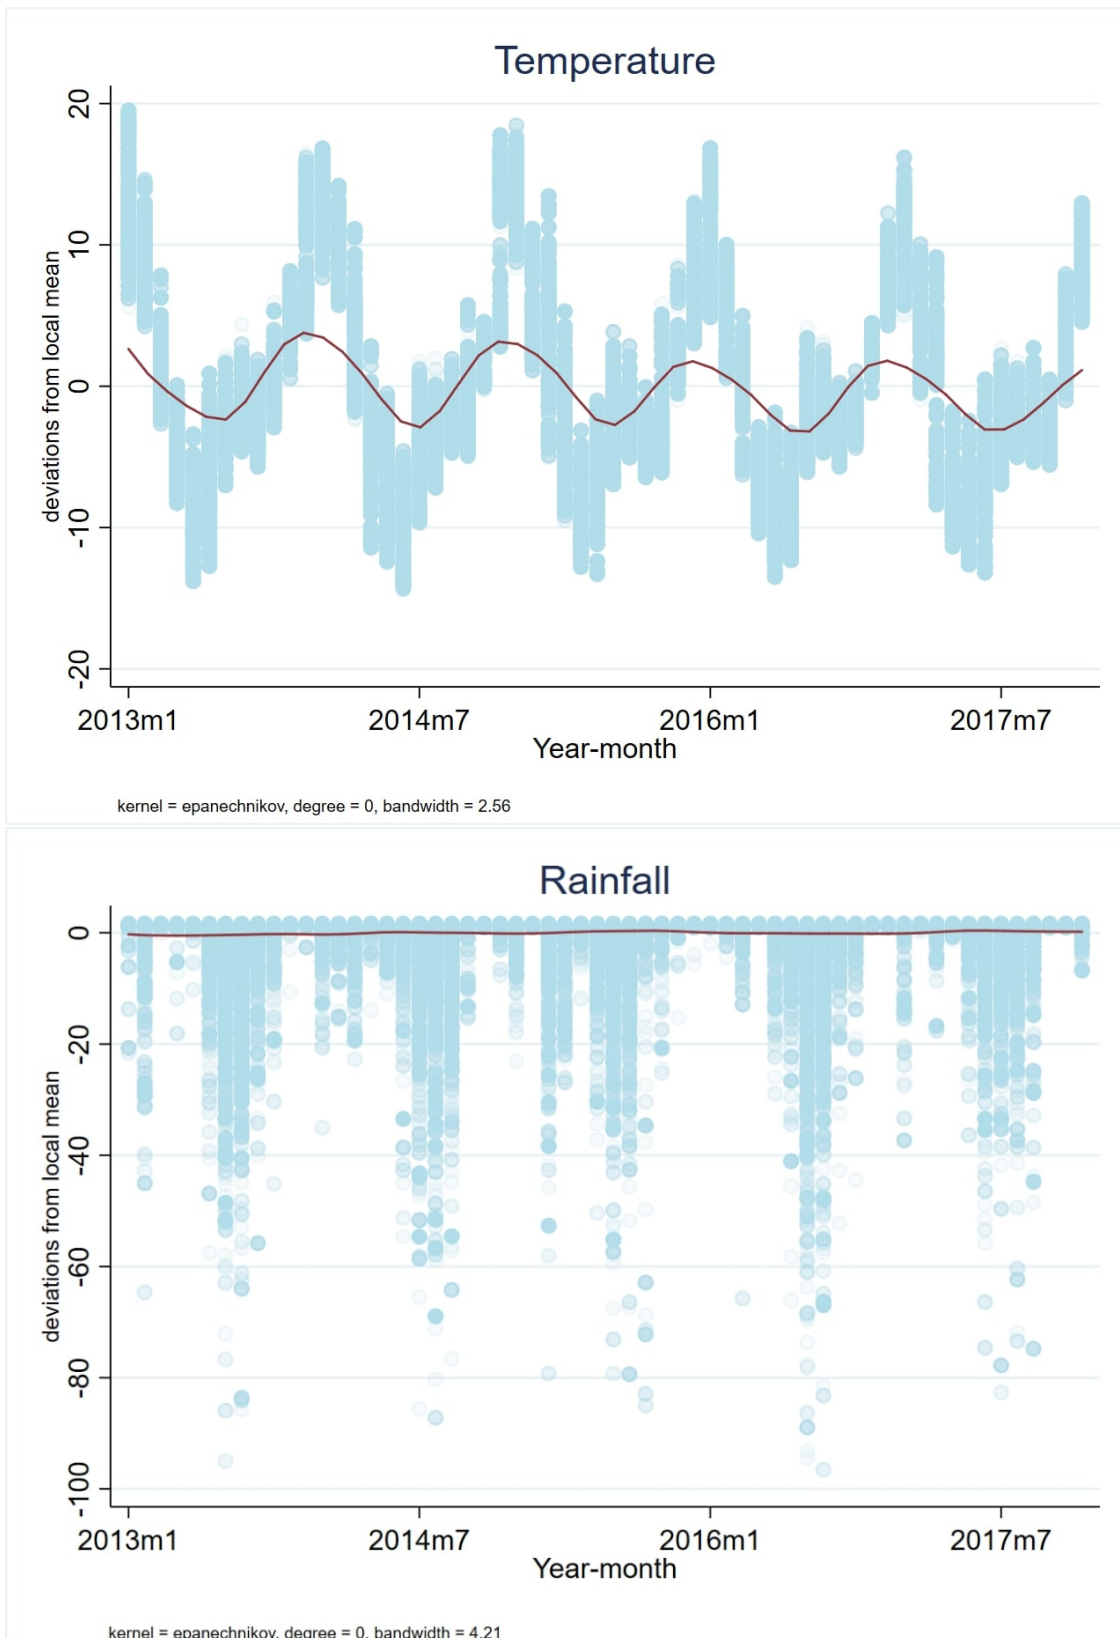 Temperature
20
10
0
-10
-20
deviations from local mean
2013m1
2014m7
2016m1
2017m7
Year-month
kernel = epanechnikov, degree = 0, bandwidth = 2.56
Rainfall
0
-20
-40
-60
-80
-100
deviations from local mean
2013m1
2014m7
2016m1
2017m7
Year-month
kernel = epanechnikov, degree = 0, bandwidth = 4.21